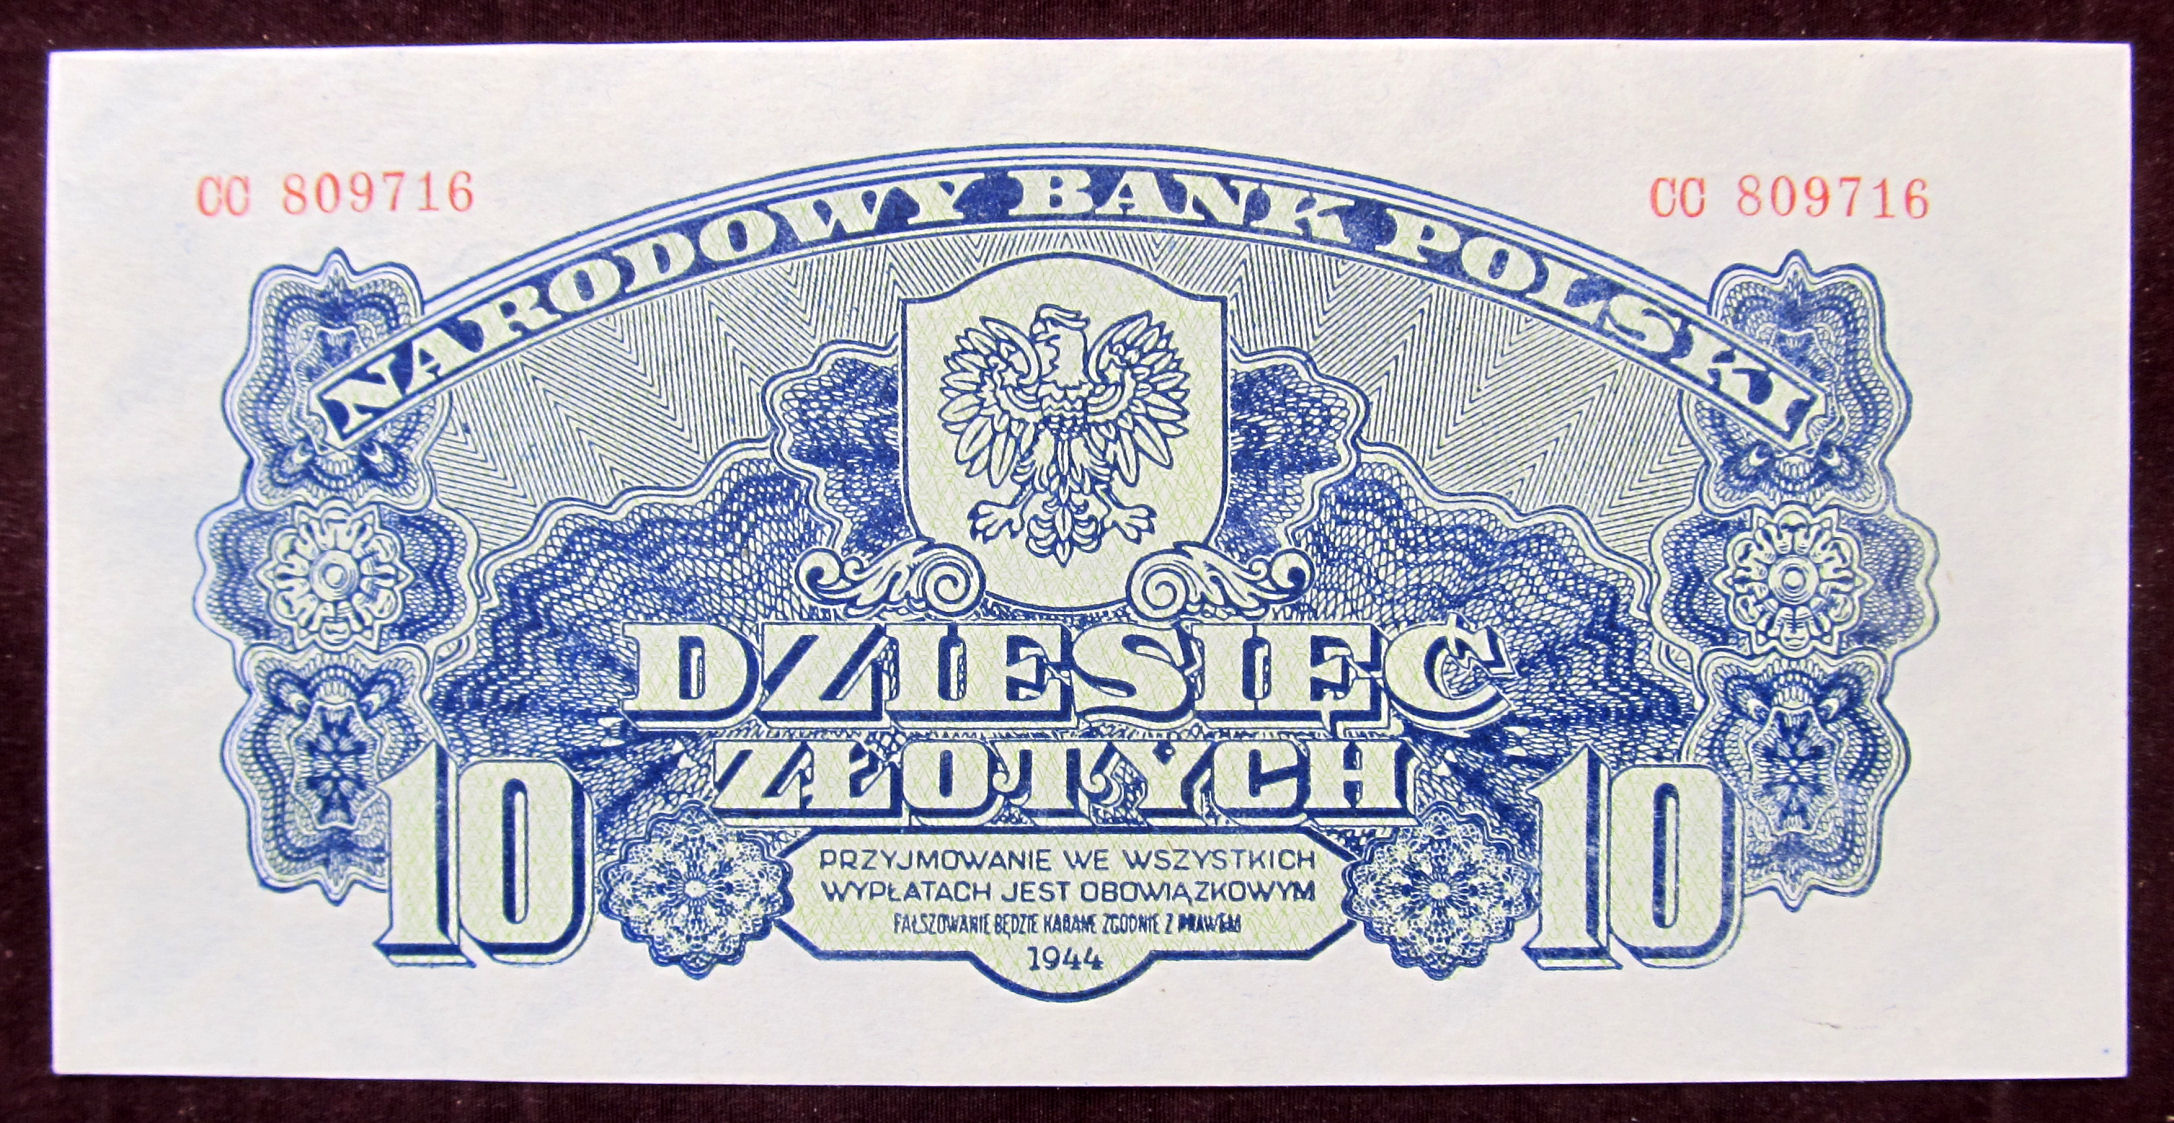 CC 809716
CC 809716
NARODOWY BANK POLSKI
DZIESIĘĆ
ZŁOTYCH
10
10
PRZYJMOWANIE WE WSZYSTKICH
WYPŁATACH JEST OBOWIĄZKOWYM
FAŁSZOWANIE BĘDZIE KARANE ZGODNIE Z PRAWEM
1944